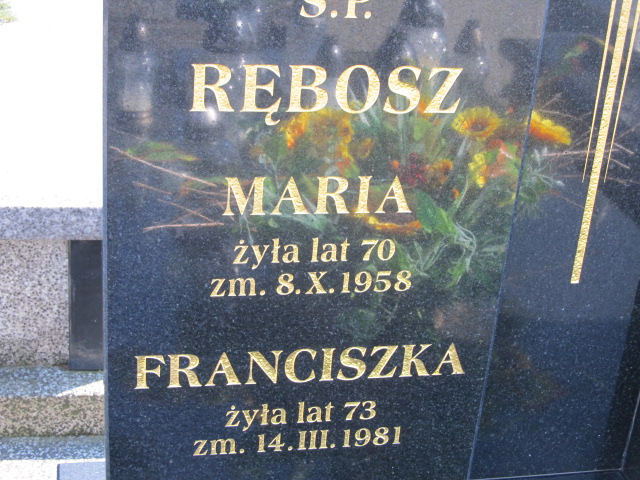 Ś.P.
RĘBOSZ
MARIA
żyła lat 70
zm. 8.X.1958
FRANCISZKA
żyła lat 73
zm. 14.III.1981